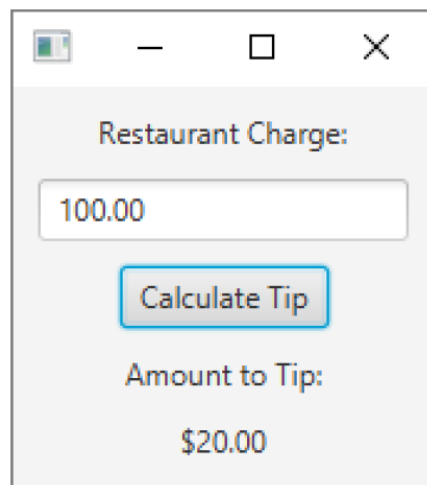 Restaurant Charge:
100.00
Calculate Tip
Amount to Tip:
$20.00